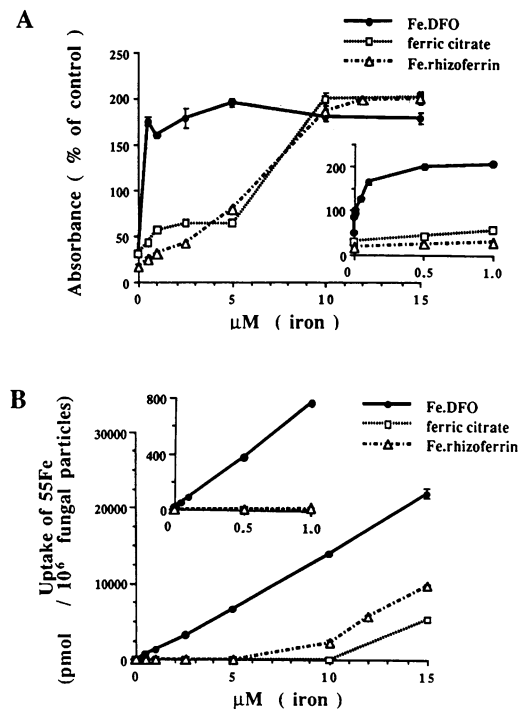 A
Fe.DFO
ferric citrate
Fe.rhizoferrin
Absorbance ( % of control )
250
200
150
100
50
0
0
5
10
15
µM ( iron )
200
100
0
0
0.5
1.0
B
Fe.DFO
ferric citrate
Fe.rhizoferrin
Uptake of 55Fe
(pmol / 10⁶ fungal particles)
30000
20000
10000
0
0
5
10
15
µM ( iron )
800
400
0
0
0.5
1.0